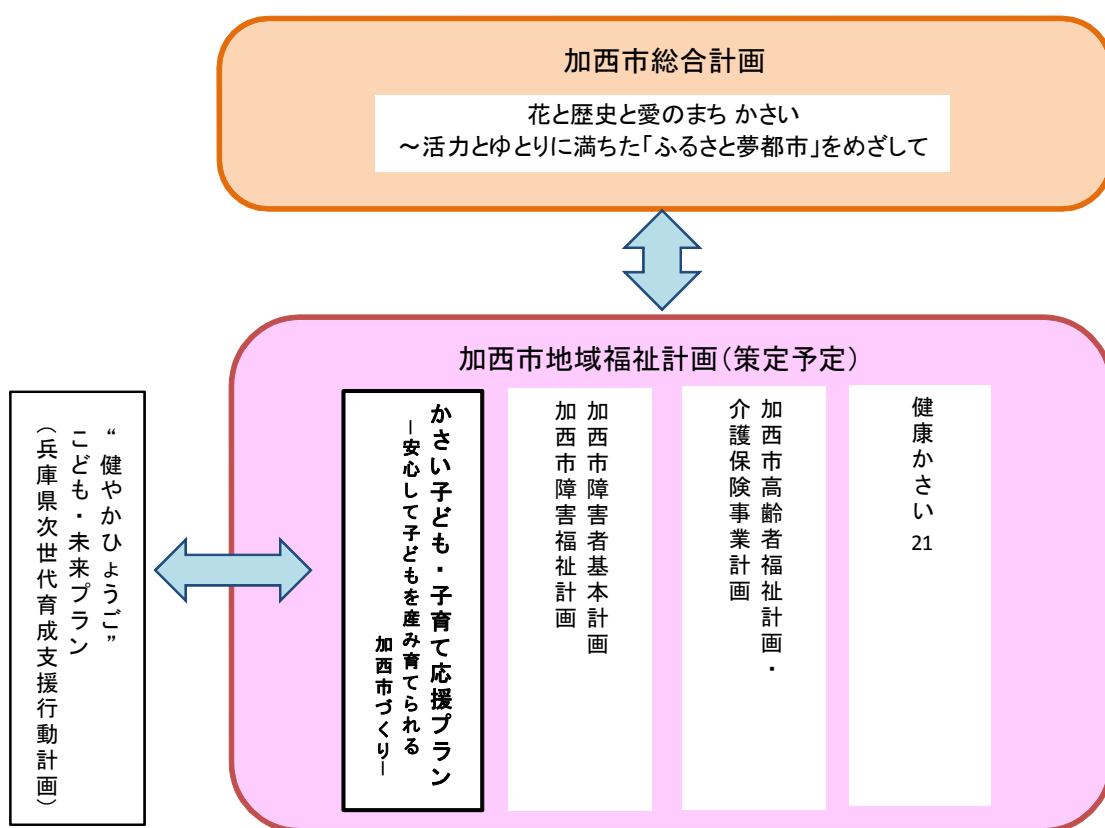 加西市総合計画
花と歴史と愛のまち かさい
～活力とゆとりに満ちた「ふるさと夢都市」をめざして
加西市地域福祉計画(策定予定)
“健やかひょうご”
こども・未来プラン
(兵庫県次世代育成支援行動計画)
かさい子ども・子育て応援プラン
－安心して子どもを産み育てられる
加西市づくり－
加西市障害者基本計画
加西市障害福祉計画
加西市高齢者福祉計画・
介護保険事業計画
健康かさい21